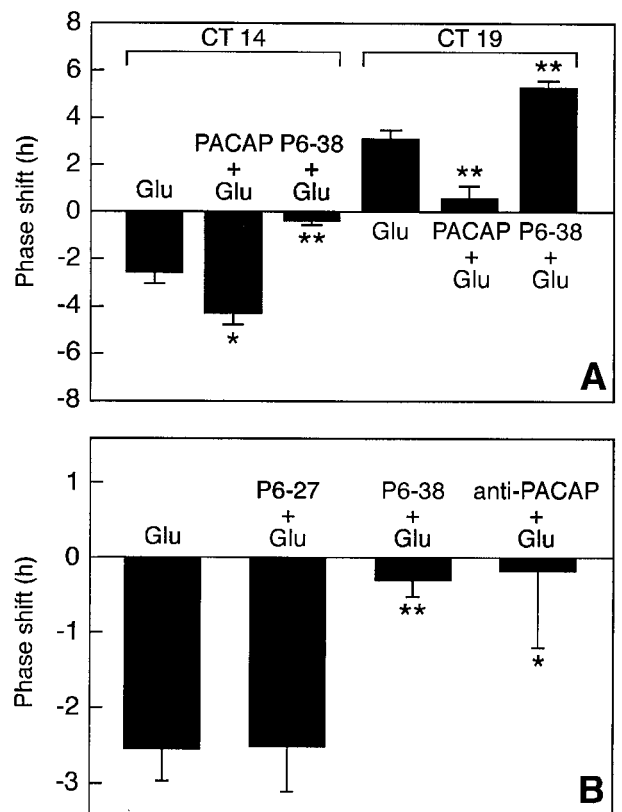 CT 14 CT 19
8
6
4
2
0
-2
-4
-6
-8
Phase shift (h)
Glu
PACAP
+
Glu
*
P6-38
+
Glu
**
Glu
**
PACAP
+
Glu
**
P6-38
+
Glu
A
1
0
-1
-2
-3
Phase shift (h)
Glu
P6-27
+
Glu
P6-38
+
Glu
**
anti-PACAP
+
Glu
*
B